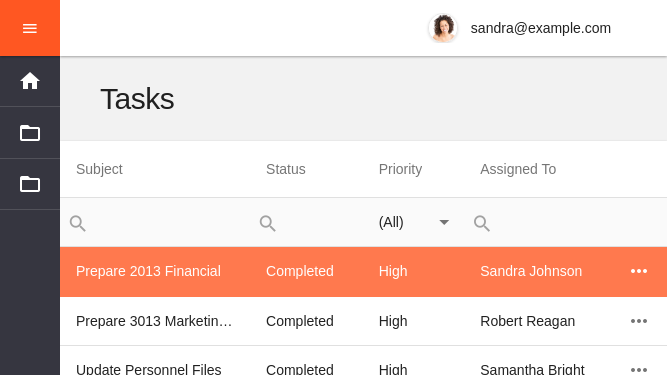 sandra@example.com
Tasks
Subject Status Priority Assigned To
(All)
Prepare 2013 Financial Completed High Sandra Johnson
Prepare 3013 Marketin… Completed High Robert Reagan
Update Personnel Files Completed High Samantha Bright